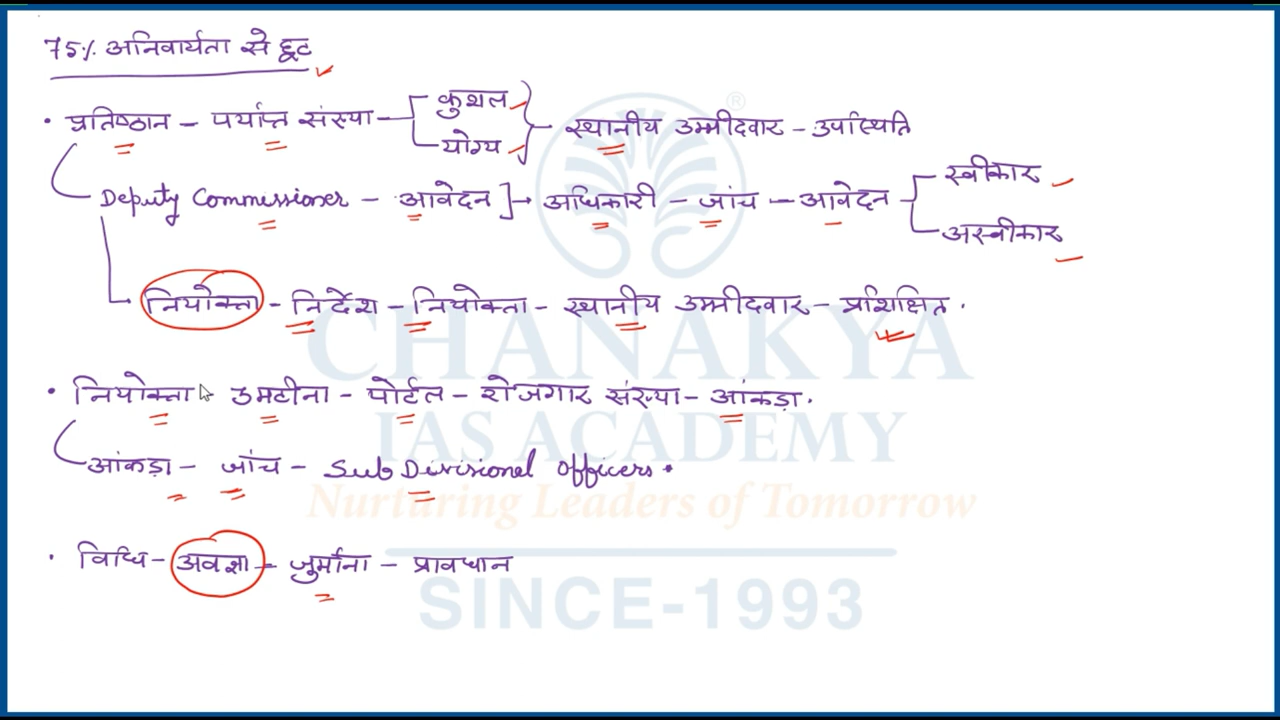 75% अनिवार्यता से छूट
• प्रतिष्ठान – पर्याप्त संख्या – कुशल
योग्य – स्थानीय उम्मीदवार – उपस्थिति
Deputy Commissioner – आवेदन ]→ अधिकारी – जांच – आवेदन स्वीकार
अस्वीकार
नियोक्ता – निर्देश – नियोक्ता – स्थानीय उम्मीदवार – प्रशिक्षित .
• नियोक्ता – – पोर्टल – रोजगार संख्या – आंकड़ा .
आंकड़ा – जांच – Sub Divisional Officers .
• विधि – अवज्ञा – जुर्माना – प्रावधान
®
CHANAKYA
IAS ACADEMY
Nurturing Leaders of Tomorrow
SINCE-1993